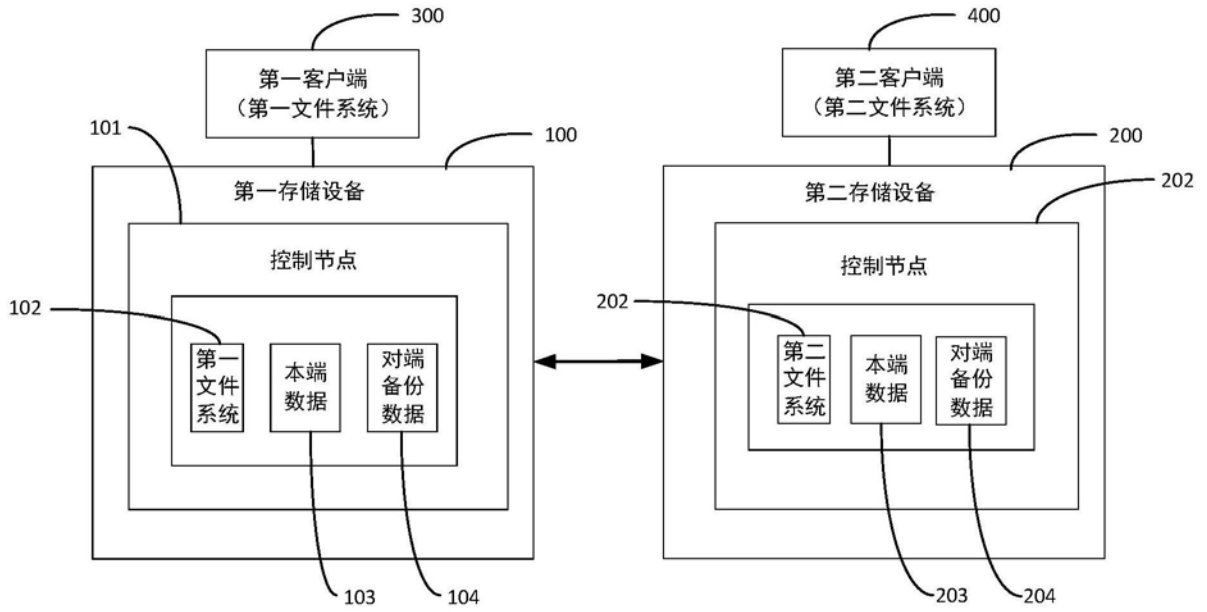 300
400
第一客户端
（第一文件系统）
第二客户端
（第二文件系统）
101
100
200
202
第一存储设备
第二存储设备
控制节点
控制节点
102
202
第一
文件
系统
本端
数据
对端
备份
数据
第二
文件
系统
本端
数据
对端
备份
数据
103
104
203
204